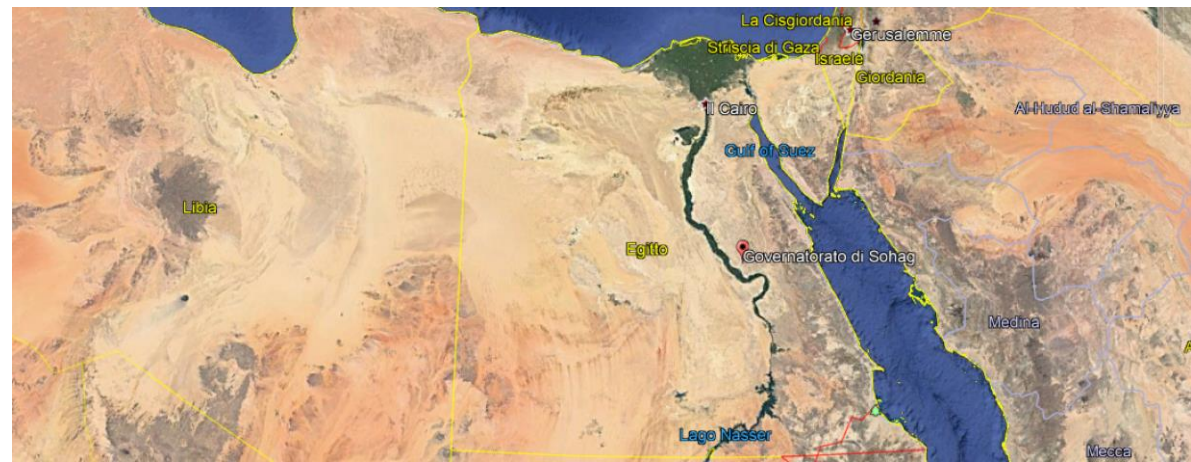 La Cisgiordania
Gerusalemme
Striscia di Gaza
Israele
Giordania
Il Cairo
Al-Hudud al-Shamaliyya
Gulf of Suez
Libia
Egitto
Governatorato di Sohag
Medina
A
Lago Nasser
Mecca